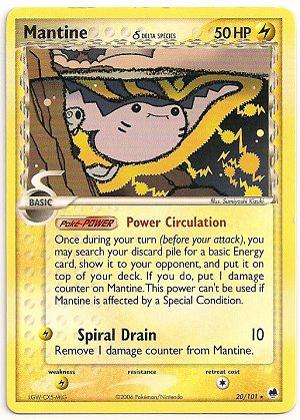 Mantine δ DELTA SPECIES 50 HP
Illus. Sumiyoshi Kizuki
δ
BASIC
Poké-POWER Power Circulation
Once during your turn (before your attack), you
may search your discard pile for a basic Energy
card, show it to your opponent, and put it on
top of your deck. If you do, put 1 damage
counter on Mantine. This power can't be used if
Mantine is affected by a Special Condition.
Spiral Drain 10
Remove 1 damage counter from Mantine.
weakness resistance retreat cost
LGW-CX5-MKG ©2006 Pokémon/Nintendo 20/101 ★